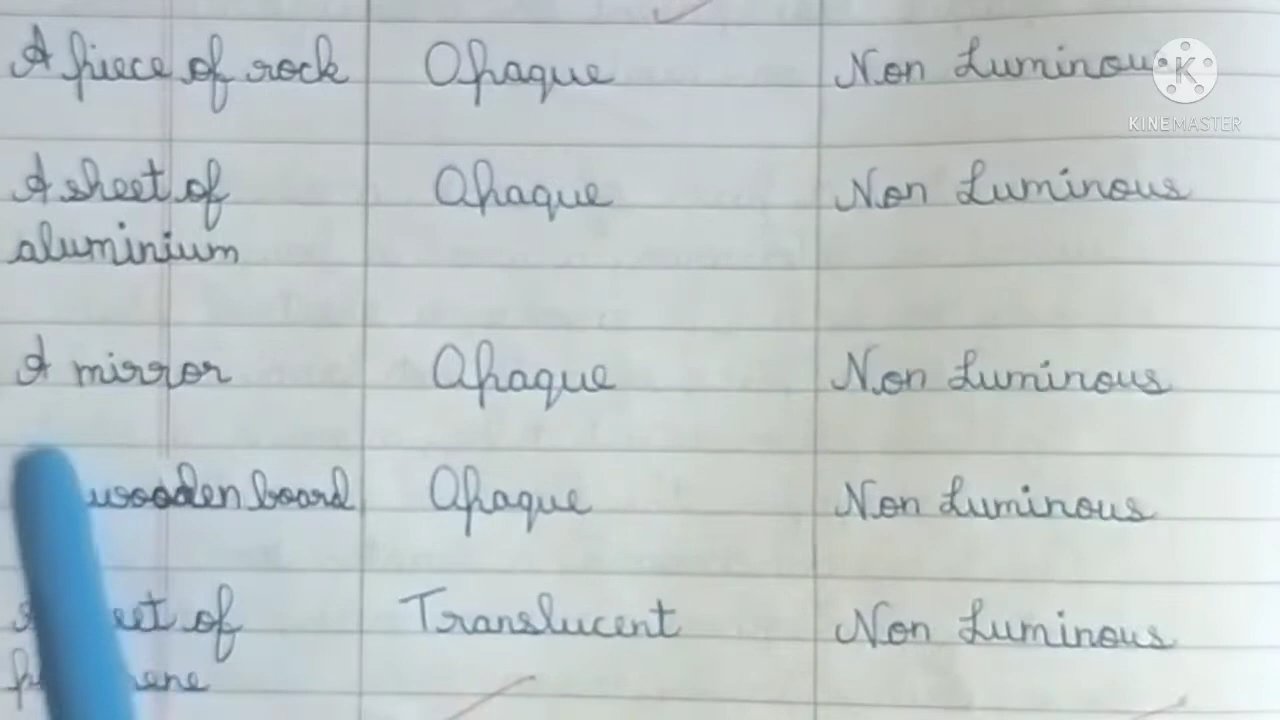 A piece of rock Opaque Non Luminous
A sheet of Opaque Non Luminous
aluminium
A mirror Opaque Non Luminous
wooden board Opaque Non Luminous
of Translucent Non Luminous
KINEMASTER